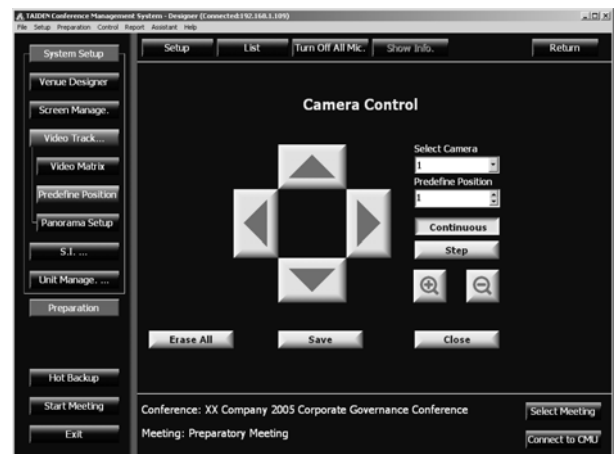 TAIDEN Conference Management System - Designer (Connected:192.168.1.109)
File Setup Preparation Control Report Assistant Help
System Setup
Setup
List
Turn Off All Mic.
Show Info.
Return
Venue Designer
Screen Manage.
Video Track...
Video Matrix
Predefine Position
Panorama Setup
S.I. ...
Unit Manage. ...
Preparation
Hot Backup
Start Meeting
Exit
Camera Control
Select Camera
1
Predefine Position
1
Continuous
Step
Erase All
Save
Close
Conference: XX Company 2005 Corporate Governance Conference
Meeting: Preparatory Meeting
Select Meeting
Connect to CMU